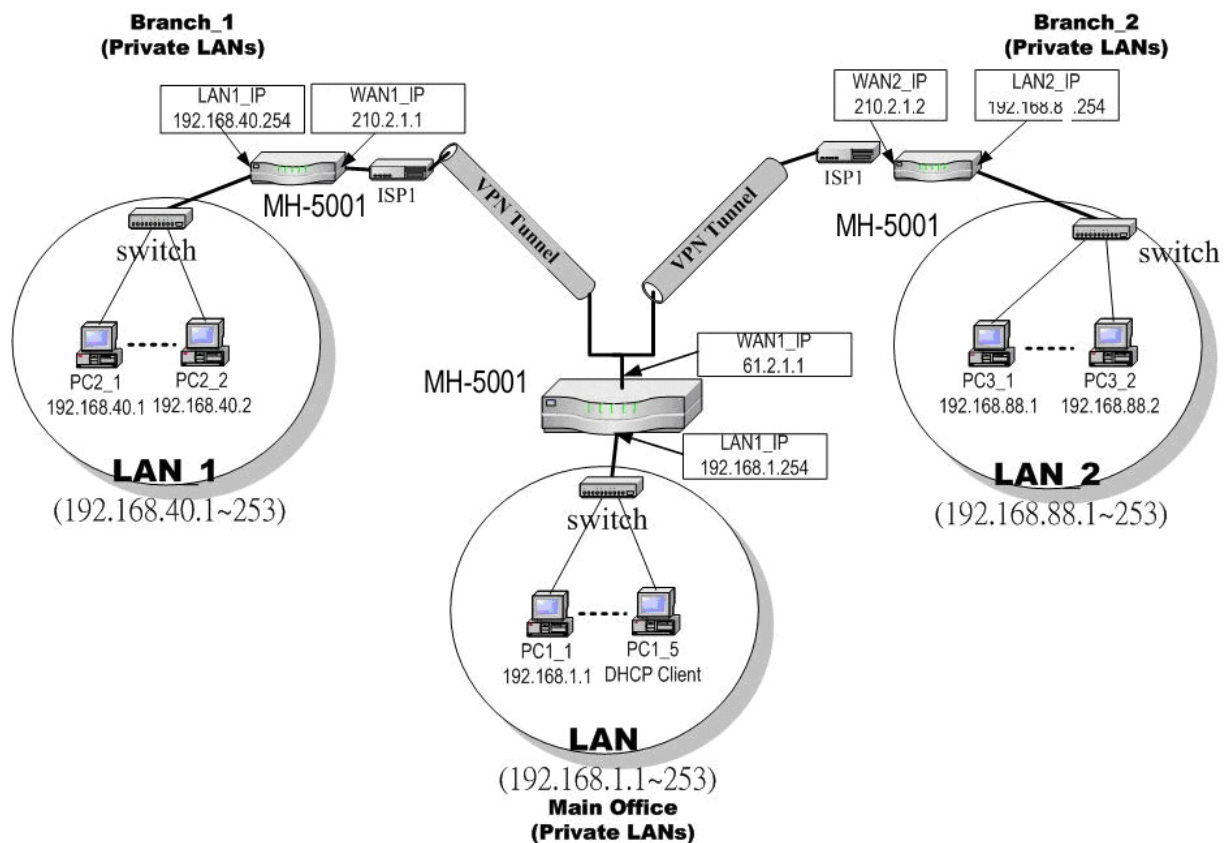 Branch_1
(Private LANs)
Branch_2
(Private LANs)
LAN1_IP
192.168.40.254
WAN1_IP
210.2.1.1
WAN2_IP
210.2.1.2
LAN2_IP
ISP1
ISP1
MH-5001
MH-5001
VPN Tunnel
VPN Tunnel
switch
switch
PC2_1
192.168.40.1
PC2_2
192.168.40.2
PC3_1
192.168.88.1
PC3_2
192.168.88.2
WAN1_IP
61.2.1.1
MH-5001
LAN1_IP
192.168.1.254
LAN_1
(192.168.40.1~253)
LAN_2
(192.168.88.1~253)
switch
PC1_1
192.168.1.1
PC1_5
DHCP Client
LAN
(192.168.1.1~253)
Main Office
(Private LANs)